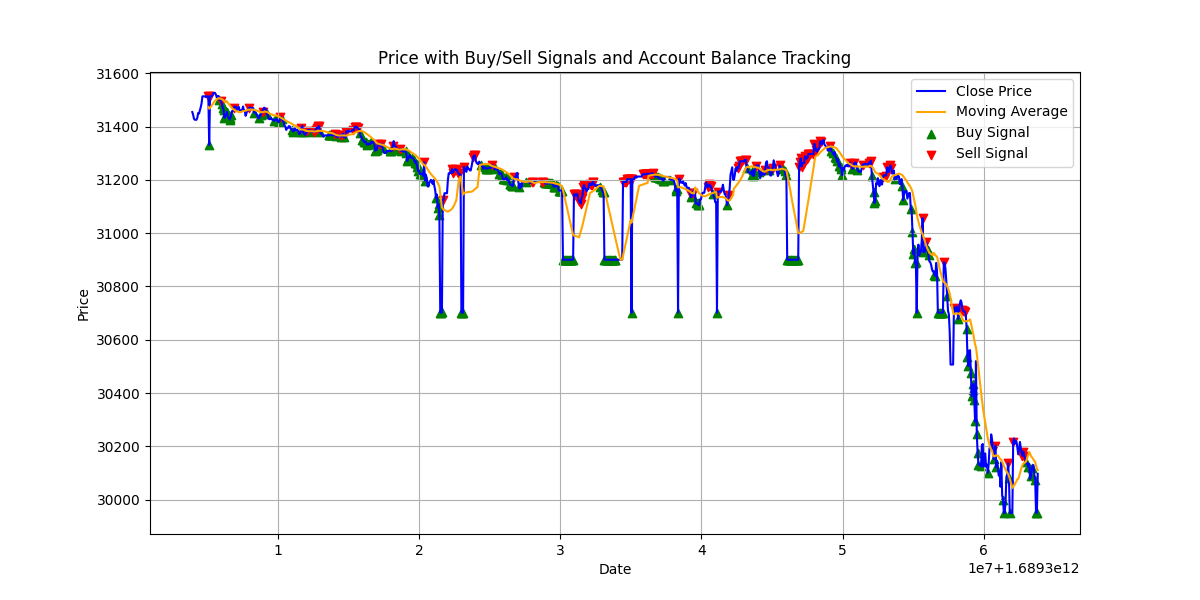 Price with Buy/Sell Signals and Account Balance Tracking
31600
31400
31200
31000
30800
30600
30400
30200
30000
Price
Close Price
Moving Average
Buy Signal
Sell Signal
1 2 3 4 5 6
Date
1e7+1.6893e12